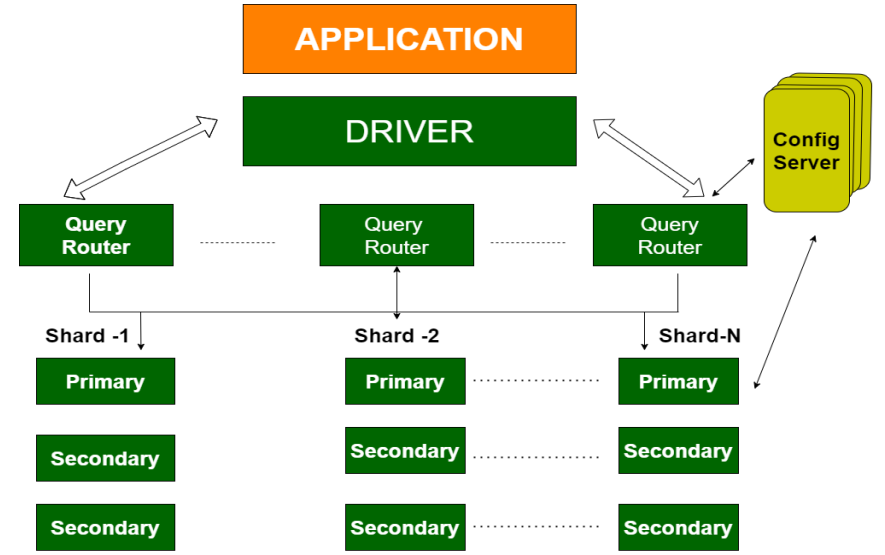 APPLICATION
DRIVER
Config
Server
Query
Router
Query
Router
Query
Router
Shard -1
Shard -2
Shard-N
Primary
Primary
Primary
Secondary
Secondary
Secondary
Secondary
Secondary
Secondary